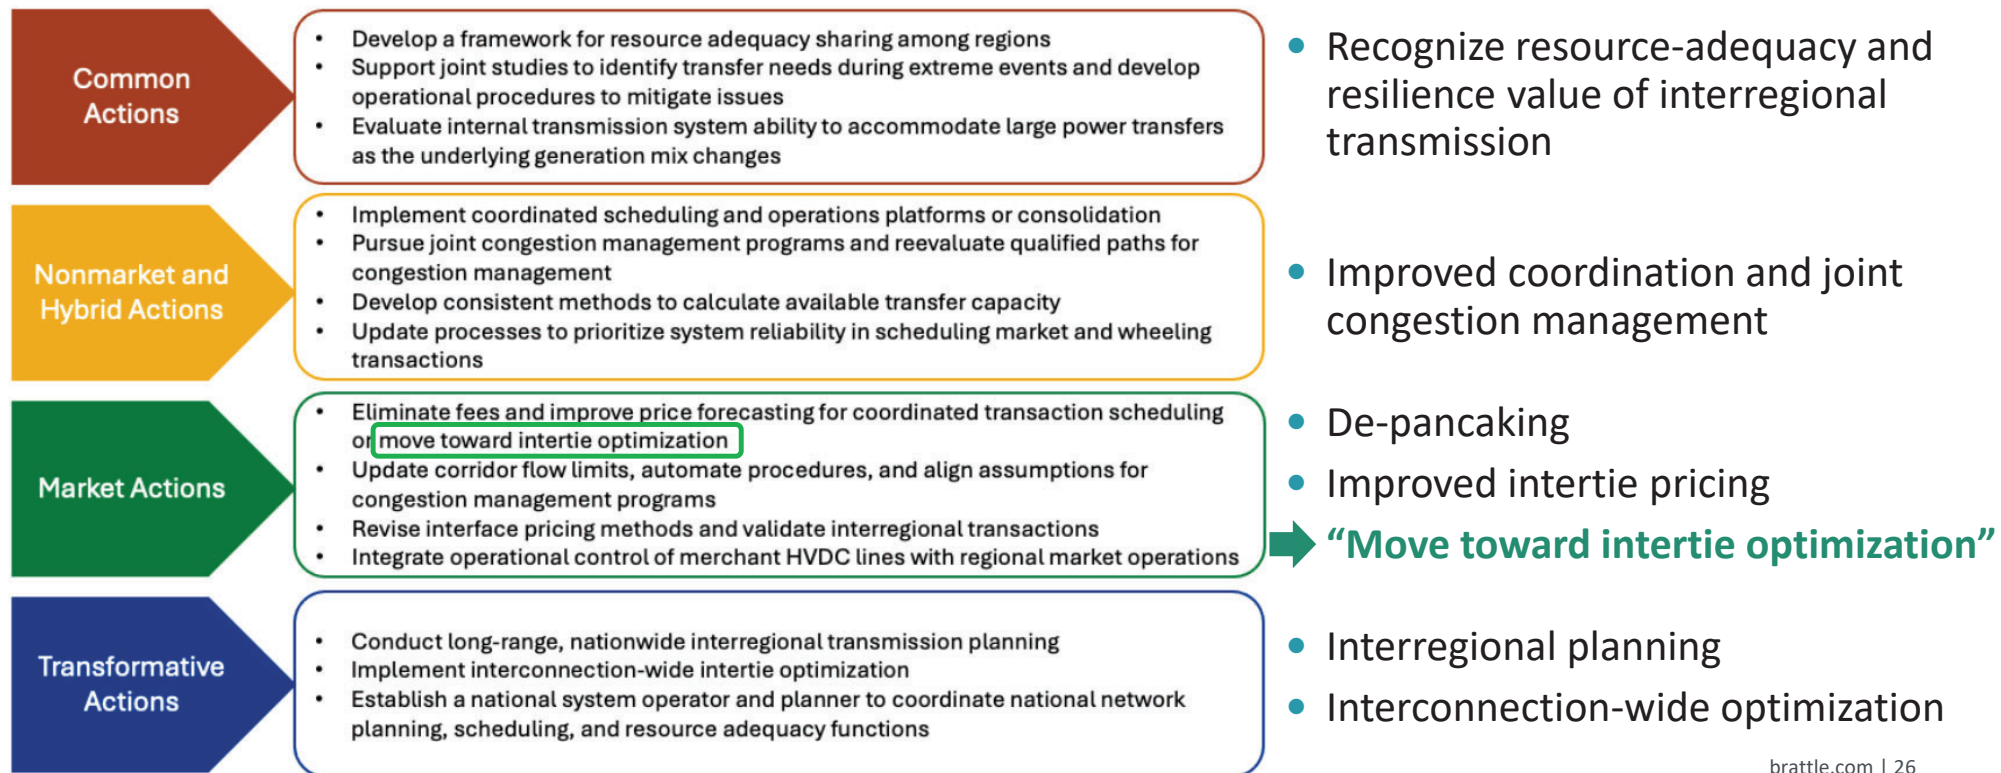 Common
Actions
• Develop a framework for resource adequacy sharing among regions
• Support joint studies to identify transfer needs during extreme events and develop
operational procedures to mitigate issues
• Evaluate internal transmission system ability to accommodate large power transfers
as the underlying generation mix changes
• Recognize resource-adequacy and
resilience value of interregional
transmission
Nonmarket and
Hybrid Actions
• Implement coordinated scheduling and operations platforms or consolidation
• Pursue joint congestion management programs and reevaluate qualified paths for
congestion management
• Develop consistent methods to calculate available transfer capacity
• Update processes to prioritize system reliability in scheduling market and wheeling
transactions
• Improved coordination and joint
congestion management
Market Actions
• Eliminate fees and improve price forecasting for coordinated transaction scheduling
or move toward intertie optimization
• Update corridor flow limits, automate procedures, and align assumptions for
congestion management programs
• Revise interface pricing methods and validate interregional transactions
• Integrate operational control of merchant HVDC lines with regional market operations
• De-pancaking
• Improved intertie pricing
“Move toward intertie optimization”
Transformative
Actions
• Conduct long-range, nationwide interregional transmission planning
• Implement interconnection-wide intertie optimization
• Establish a national system operator and planner to coordinate national network
planning, scheduling, and resource adequacy functions
• Interregional planning
• Interconnection-wide optimization
brattle.com | 26